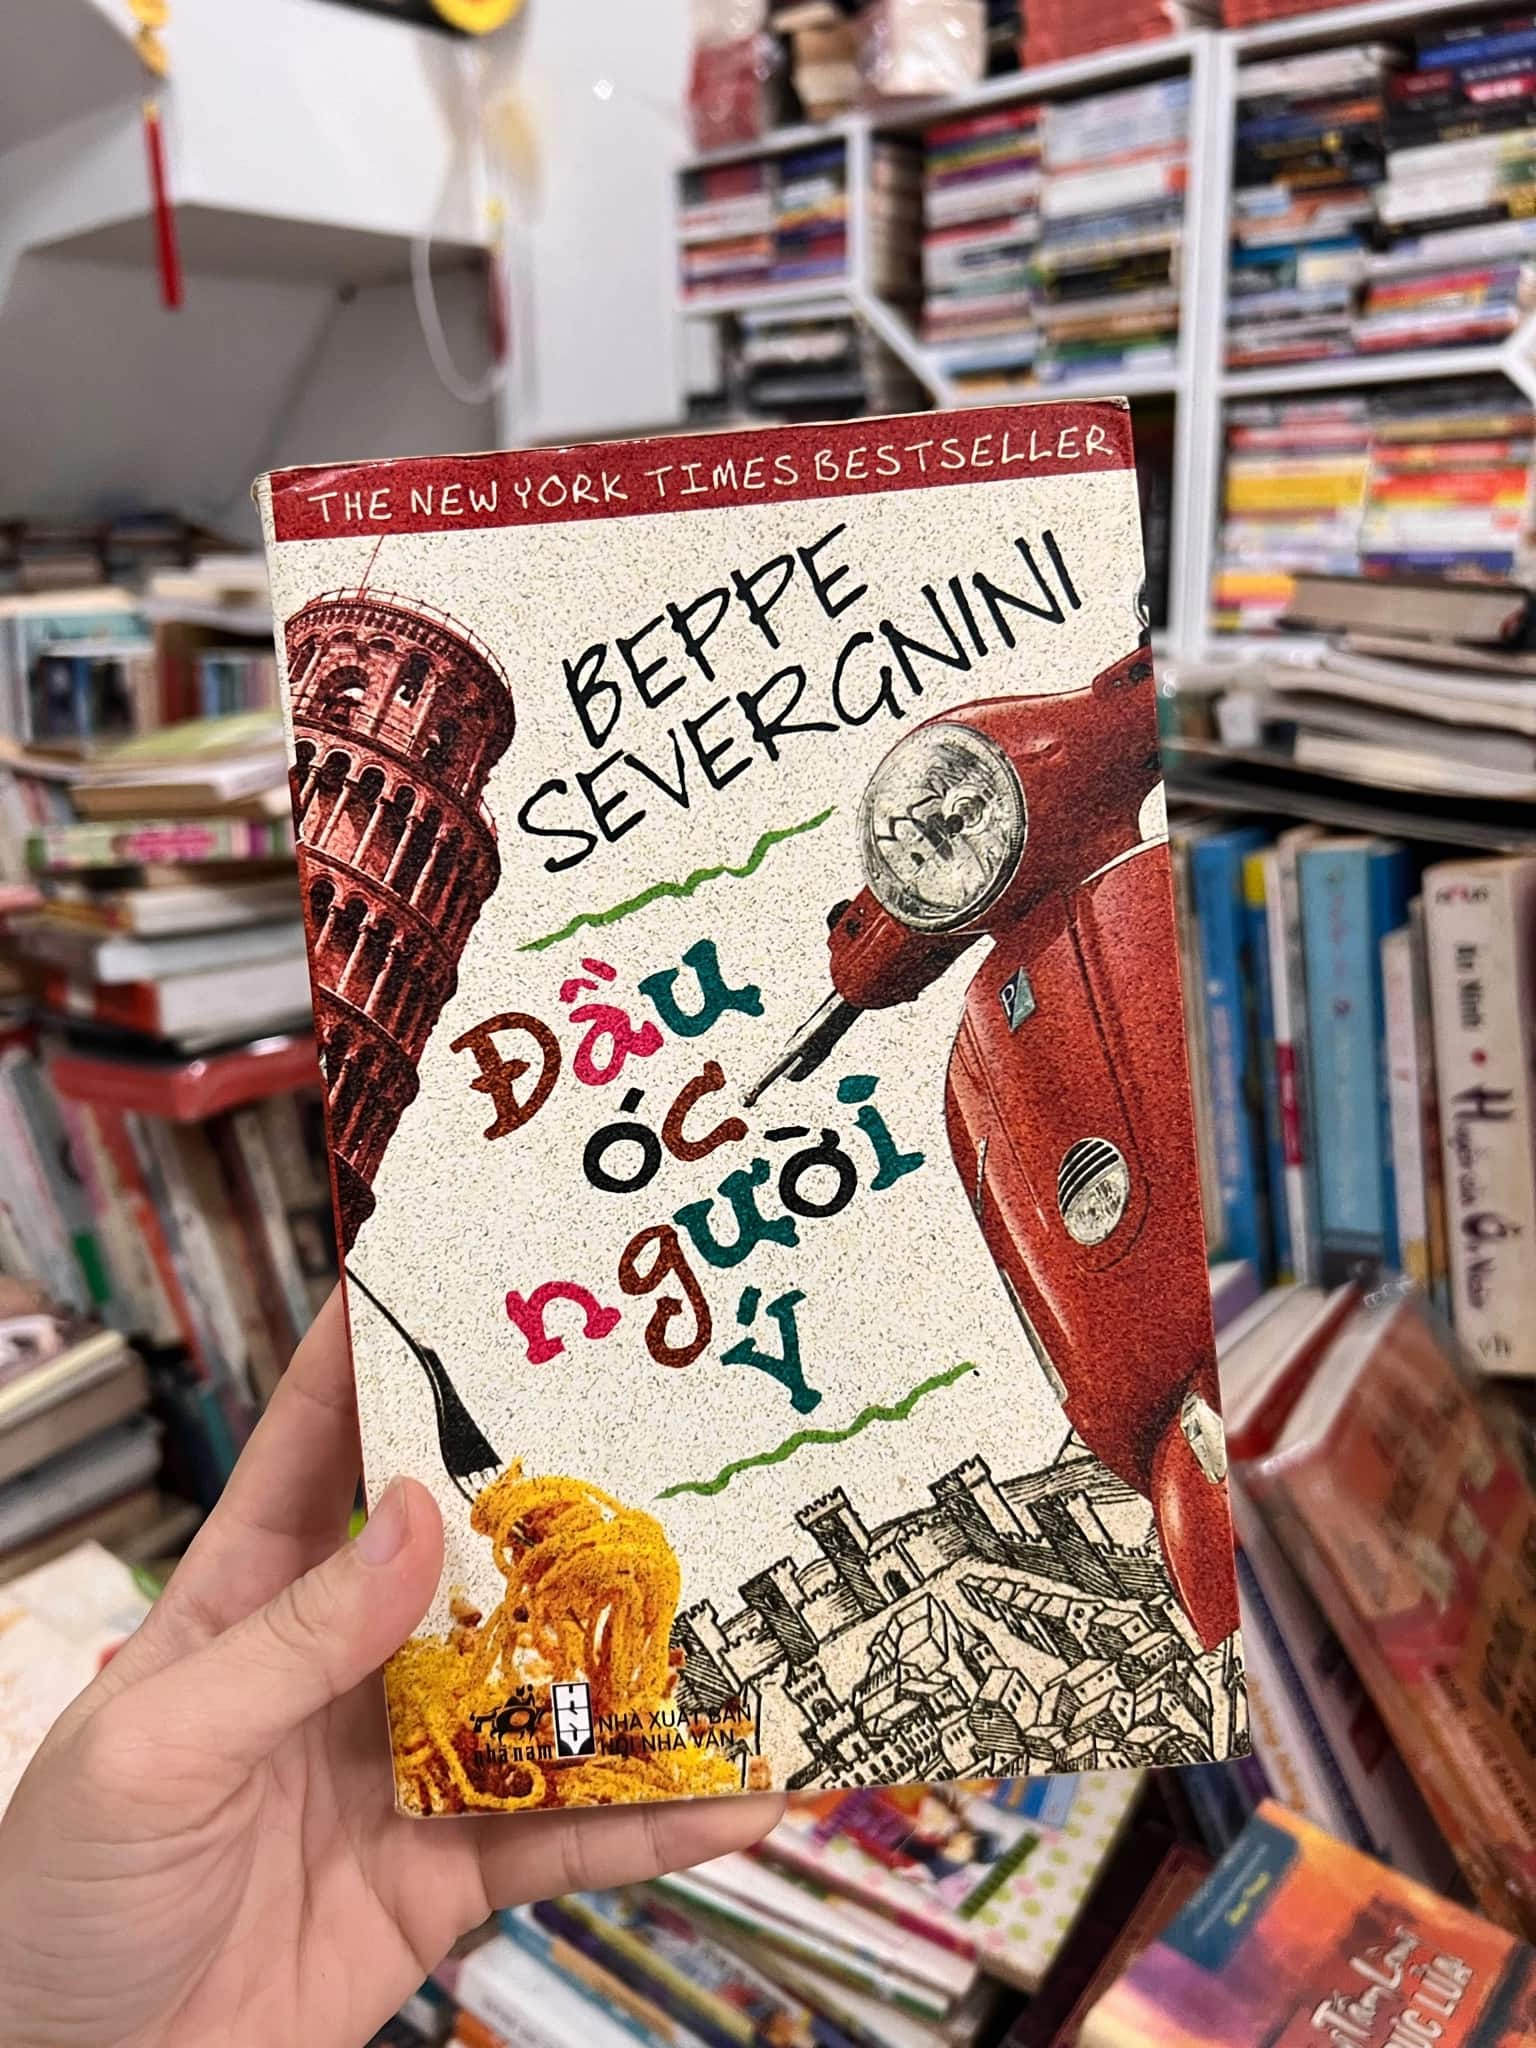 THE NEW YORK TIMES BESTSELLER
BEPPE
SEVERGNINI
Đầu
óc
người
Ý
nhã nam
NHÀ XUẤT BẢN
HỘI NHÀ VĂN